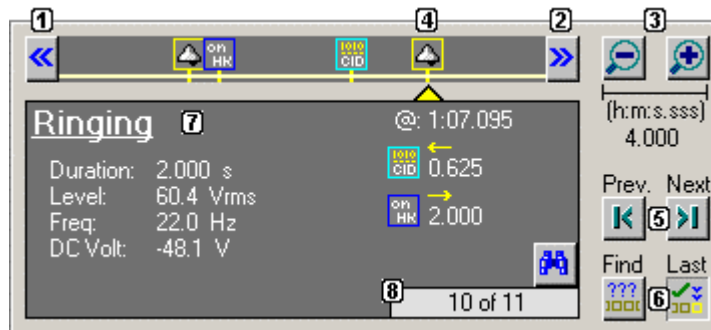 1 4 2 3
« on HK 1010 CID »
(h:m:s.sss)
4.000
Ringing 7 @: 1:07.095
1010 CID ← 0.625
on HK → 2.000
Duration: 2.000 s
Level: 60.4 Vrms
Freq: 22.0 Hz
DC Volt: -48.1 V
8 10 of 11
Prev. Next
5
Find Last
??? 6